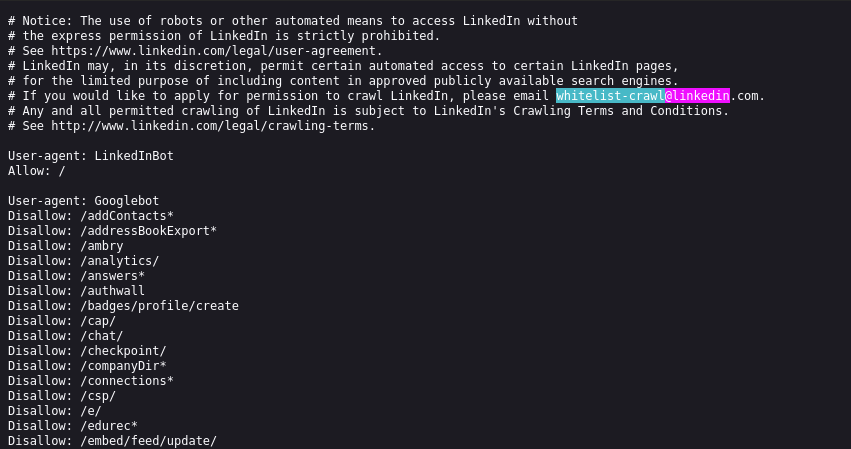 # Notice: The use of robots or other automated means to access LinkedIn without
# the express permission of LinkedIn is strictly prohibited.
# See https://www.linkedin.com/legal/user-agreement.
# LinkedIn may, in its discretion, permit certain automated access to certain LinkedIn pages,
# for the limited purpose of including content in approved publicly available search engines.
# If you would like to apply for permission to crawl LinkedIn, please email whitelist-crawl@linkedin.com.
# Any and all permitted crawling of LinkedIn is subject to LinkedIn's Crawling Terms and Conditions.
# See http://www.linkedin.com/legal/crawling-terms.
User-agent: LinkedInBot
Allow: /
User-agent: Googlebot
Disallow: /addContacts*
Disallow: /addressBookExport*
Disallow: /ambry
Disallow: /analytics/
Disallow: /answers*
Disallow: /authwall
Disallow: /badges/profile/create
Disallow: /cap/
Disallow: /chat/
Disallow: /checkpoint/
Disallow: /companyDir*
Disallow: /connections*
Disallow: /csp/
Disallow: /e/
Disallow: /edurec*
Disallow: /embed/feed/update/